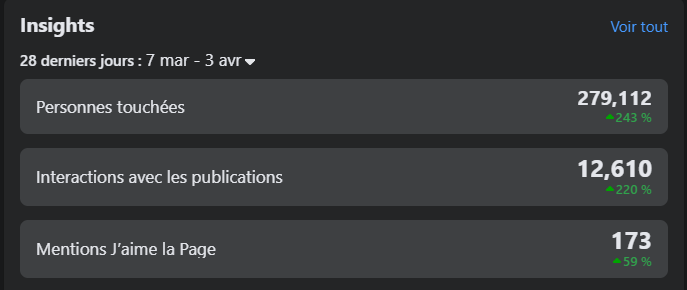 Insights
Voir tout
28 derniers jours : 7 mar - 3 avr
Personnes touchées
279,112
243 %
Interactions avec les publications
12,610
220 %
Mentions J’aime la Page
173
59 %